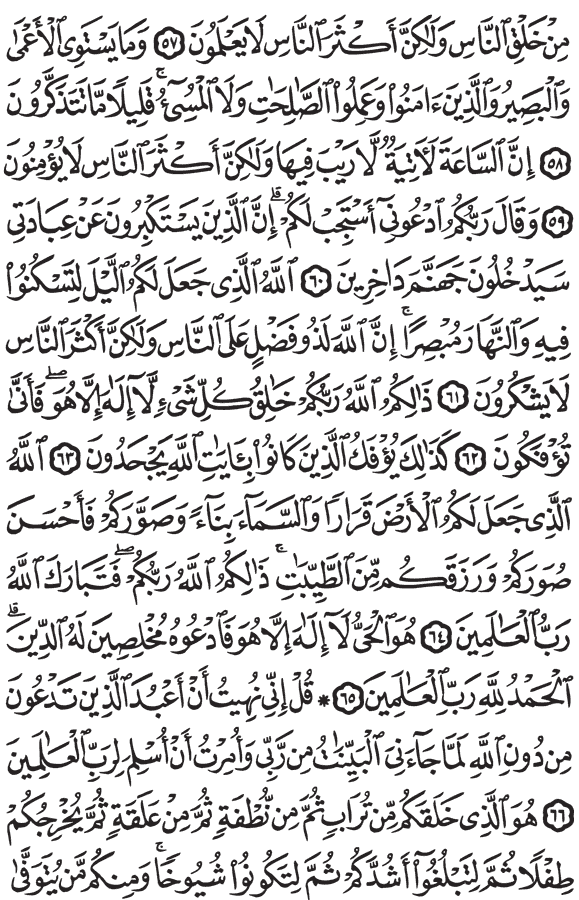 مِنْ خَلْقِ ٱلنَّاسِ وَلَٰكِنَّ أَكْثَرَ ٱلنَّاسِ لَا يَعْلَمُونَ ٥٧ وَمَا يَسْتَوِى ٱلْأَعْمَىٰ
وَٱلْبَصِيرُ وَٱلَّذِينَ ءَامَنُوا۟ وَعَمِلُوا۟ ٱلصَّٰلِحَٰتِ وَلَا ٱلْمُسِىٓءُ ۚ قَلِيلًا مَّا تَتَذَكَّرُونَ
٥٨ إِنَّ ٱلسَّاعَةَ لَءَاتِيَةٌ لَّا رَيْبَ فِيهَا وَلَٰكِنَّ أَكْثَرَ ٱلنَّاسِ لَا يُؤْمِنُونَ
٥٩ وَقَالَ رَبُّكُمُ ٱدْعُونِىٓ أَسْتَجِبْ لَكُمْ ۚ إِنَّ ٱلَّذِينَ يَسْتَكْبِرُونَ عَنْ عِبَادَتِى
سَيَدْخُلُونَ جَهَنَّمَ دَاخِرِينَ ٦٠ ٱللَّهُ ٱلَّذِى جَعَلَ لَكُمُ ٱلَّيْلَ لِتَسْكُنُوا۟
فِيهِ وَٱلنَّهَارَ مُبْصِرًا ۚ إِنَّ ٱللَّهَ لَذُو فَضْلٍ عَلَى ٱلنَّاسِ وَلَٰكِنَّ أَكْثَرَ ٱلنَّاسِ
لَا يَشْكُرُونَ ٦١ ذَٰلِكُمُ ٱللَّهُ رَبُّكُمْ خَٰلِقُ كُلِّ شَىْءٍ لَّآ إِلَٰهَ إِلَّا هُوَ ۖ فَأَنَّىٰ
تُؤْفَكُونَ ٦٢ كَذَٰلِكَ يُؤْفَكُ ٱلَّذِينَ كَانُوا۟ بِـَٔايَٰتِ ٱللَّهِ يَجْحَدُونَ ٦٣ ٱللَّهُ
ٱلَّذِى جَعَلَ لَكُمُ ٱلْأَرْضَ قَرَارًا وَٱلسَّمَآءَ بِنَآءً وَصَوَّرَكُمْ فَأَحْسَنَ
صُوَرَكُمْ وَرَزَقَكُم مِّنَ ٱلطَّيِّبَٰتِ ۚ ذَٰلِكُمُ ٱللَّهُ رَبُّكُمْ ۖ فَتَبَارَكَ ٱللَّهُ
رَبُّ ٱلْعَٰلَمِينَ ٦٤ هُوَ ٱلْحَىُّ لَآ إِلَٰهَ إِلَّا هُوَ فَٱدْعُوهُ مُخْلِصِينَ لَهُ ٱلدِّينَ ۗ
ٱلْحَمْدُ لِلَّهِ رَبِّ ٱلْعَٰلَمِينَ ٦٥ * قُلْ إِنِّى نُهِيتُ أَنْ أَعْبُدَ ٱلَّذِينَ تَدْعُونَ
مِن دُونِ ٱللَّهِ لَمَّا جَآءَنِىَ ٱلْبَيِّنَٰتُ مِن رَّبِّى وَأُمِرْتُ أَنْ أُسْلِمَ لِرَبِّ ٱلْعَٰلَمِينَ
٦٦ هُوَ ٱلَّذِى خَلَقَكُم مِّن تُرَابٍ ثُمَّ مِن نُّطْفَةٍ ثُمَّ مِنْ عَلَقَةٍ ثُمَّ يُخْرِجُكُمْ
طِفْلًا ثُمَّ لِتَبْلُغُوٓا۟ أَشُدَّكُمْ ثُمَّ لِتَكُونُوا۟ شُيُوخًا ۚ وَمِنكُم مَّن يُتَوَفَّىٰ